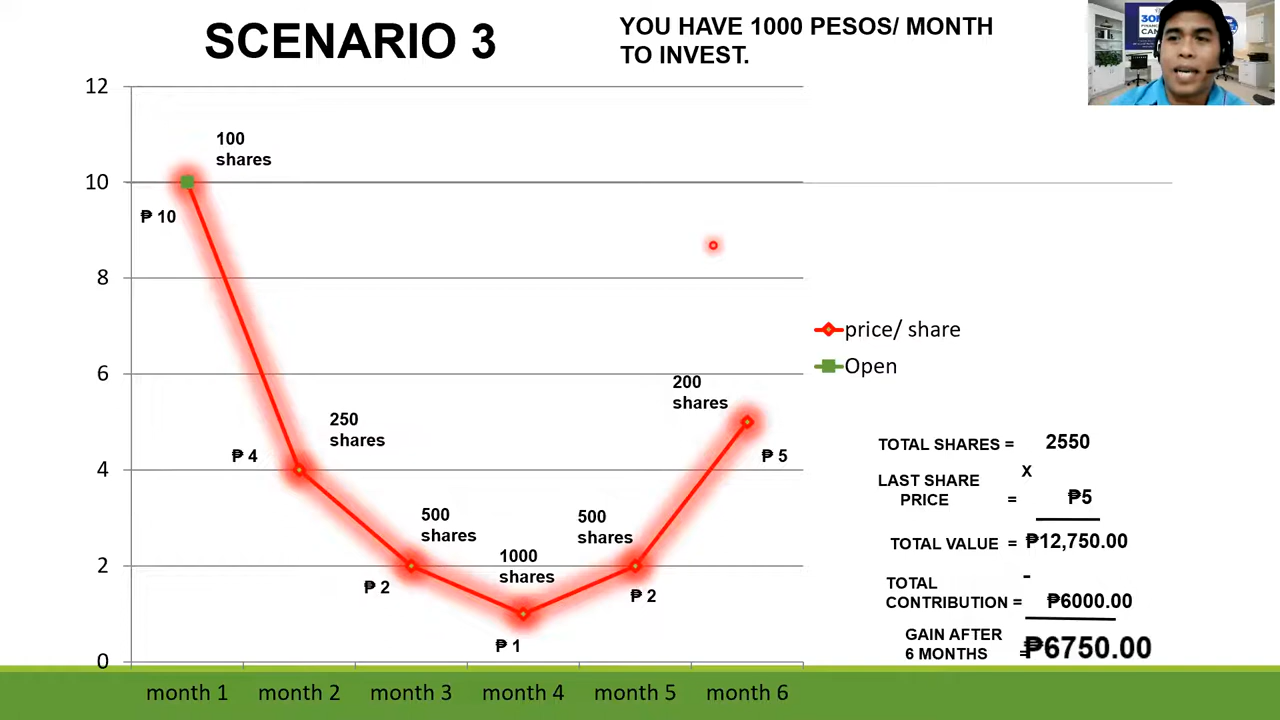 SCENARIO 3
YOU HAVE 1000 PESOS/ MONTH
TO INVEST.
12
10
8
6
4
2
0
100
shares
₱ 10
250
shares
₱ 4
500
shares
₱ 2
1000
shares
₱ 1
500
shares
₱ 2
200
shares
₱ 5
price/ share
Open
TOTAL SHARES = 2550
X
LAST SHARE
PRICE = ₱5
TOTAL VALUE = ₱12,750.00
-
TOTAL
CONTRIBUTION = ₱6000.00
GAIN AFTER
6 MONTHS = ₱6750.00
month 1 month 2 month 3 month 4 month 5 month 6